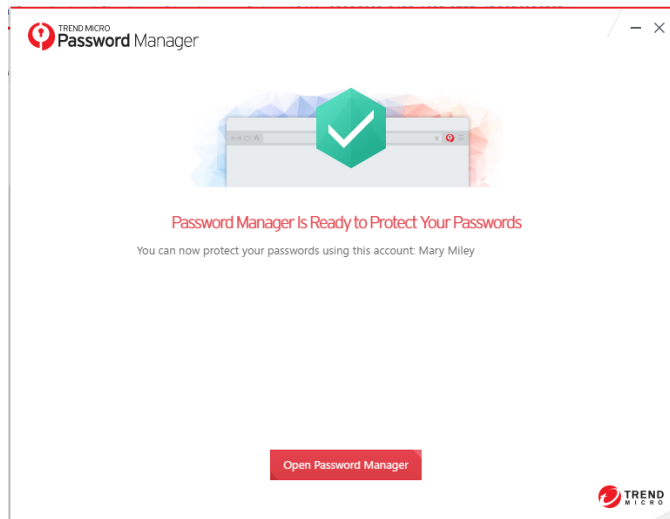 TREND MICRO
Password Manager
Password Manager Is Ready to Protect Your Passwords
You can now protect your passwords using this account: Mary Miley
Open Password Manager
TREND
MICRO